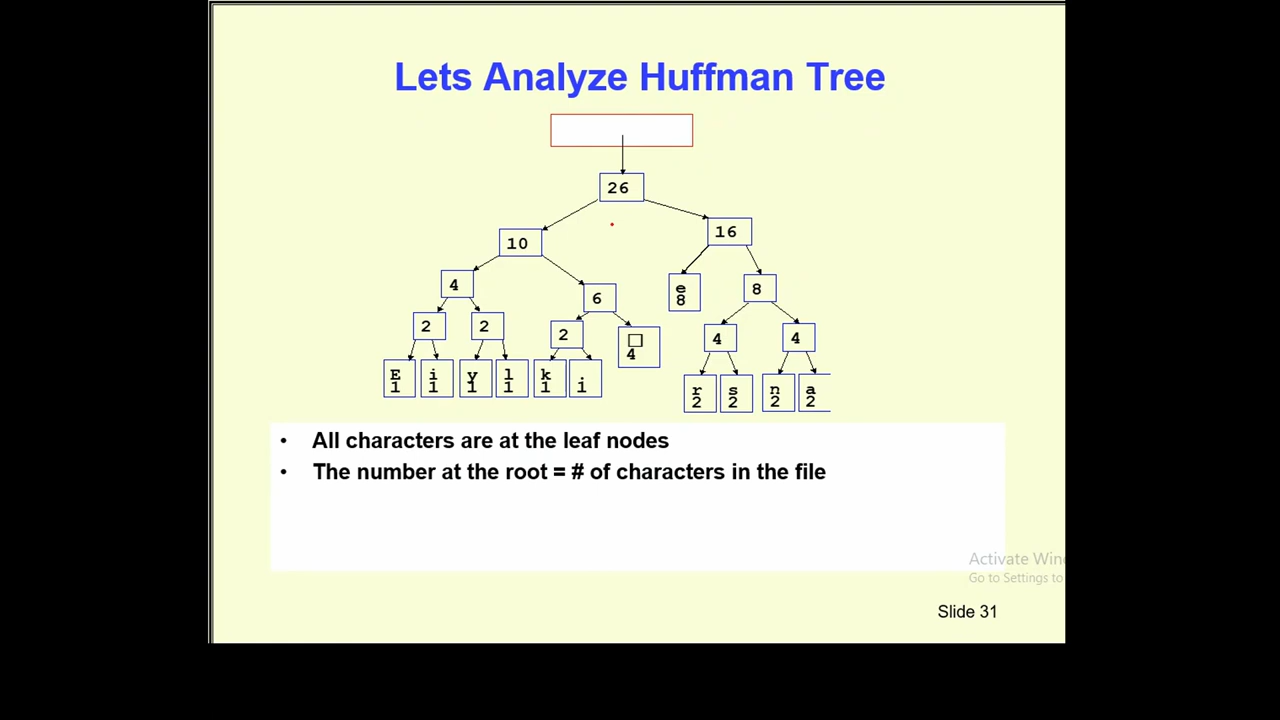 Lets Analyze Huffman Tree
26
16
10
4
6
e
8
8
2
2
2
□
4
4
4
E
1
i
1
y
1
l
1
k
1
r
2
s
2
n
2
a
2
• All characters are at the leaf nodes
• The number at the root = # of characters in the file
Activate Win
Go to Settings to
Slide 31